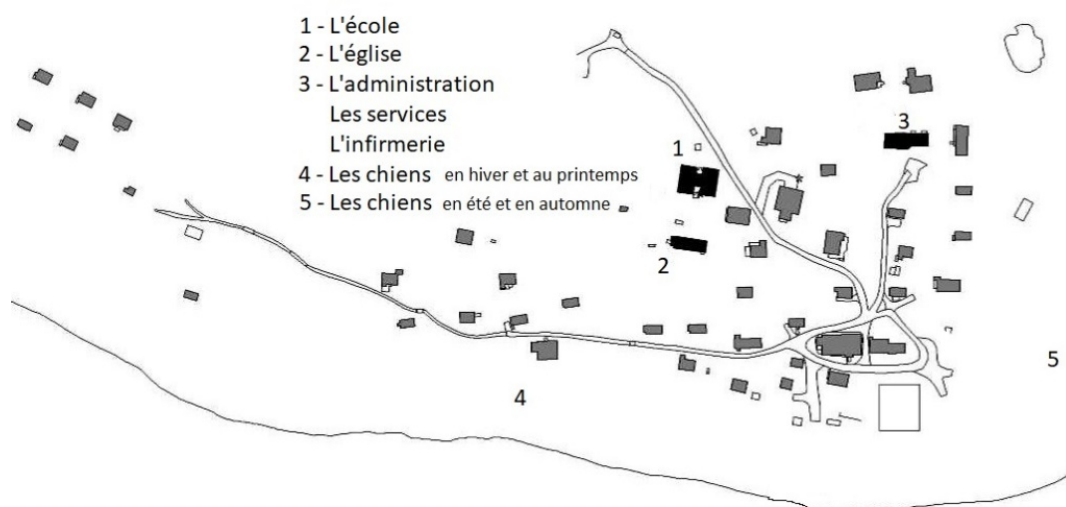 1 - L'école
2 - L'église
3 - L'administration
Les services
L'infirmerie
4 - Les chiens en hiver et au printemps
5 - Les chiens en été et en automne
3
1
2
5
4